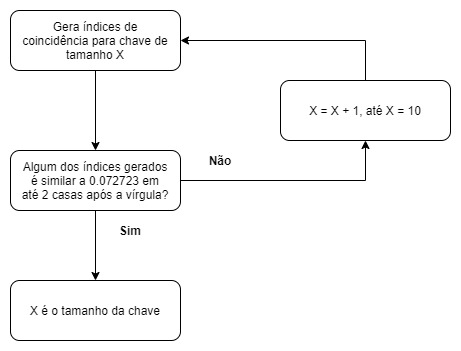 Gera índices de
coincidência para chave de
tamanho X
X = X + 1, até X = 10
Algum dos índices gerados
é similar a 0.072723 em
até 2 casas após a vírgula?
Não
Sim
X é o tamanho da chave